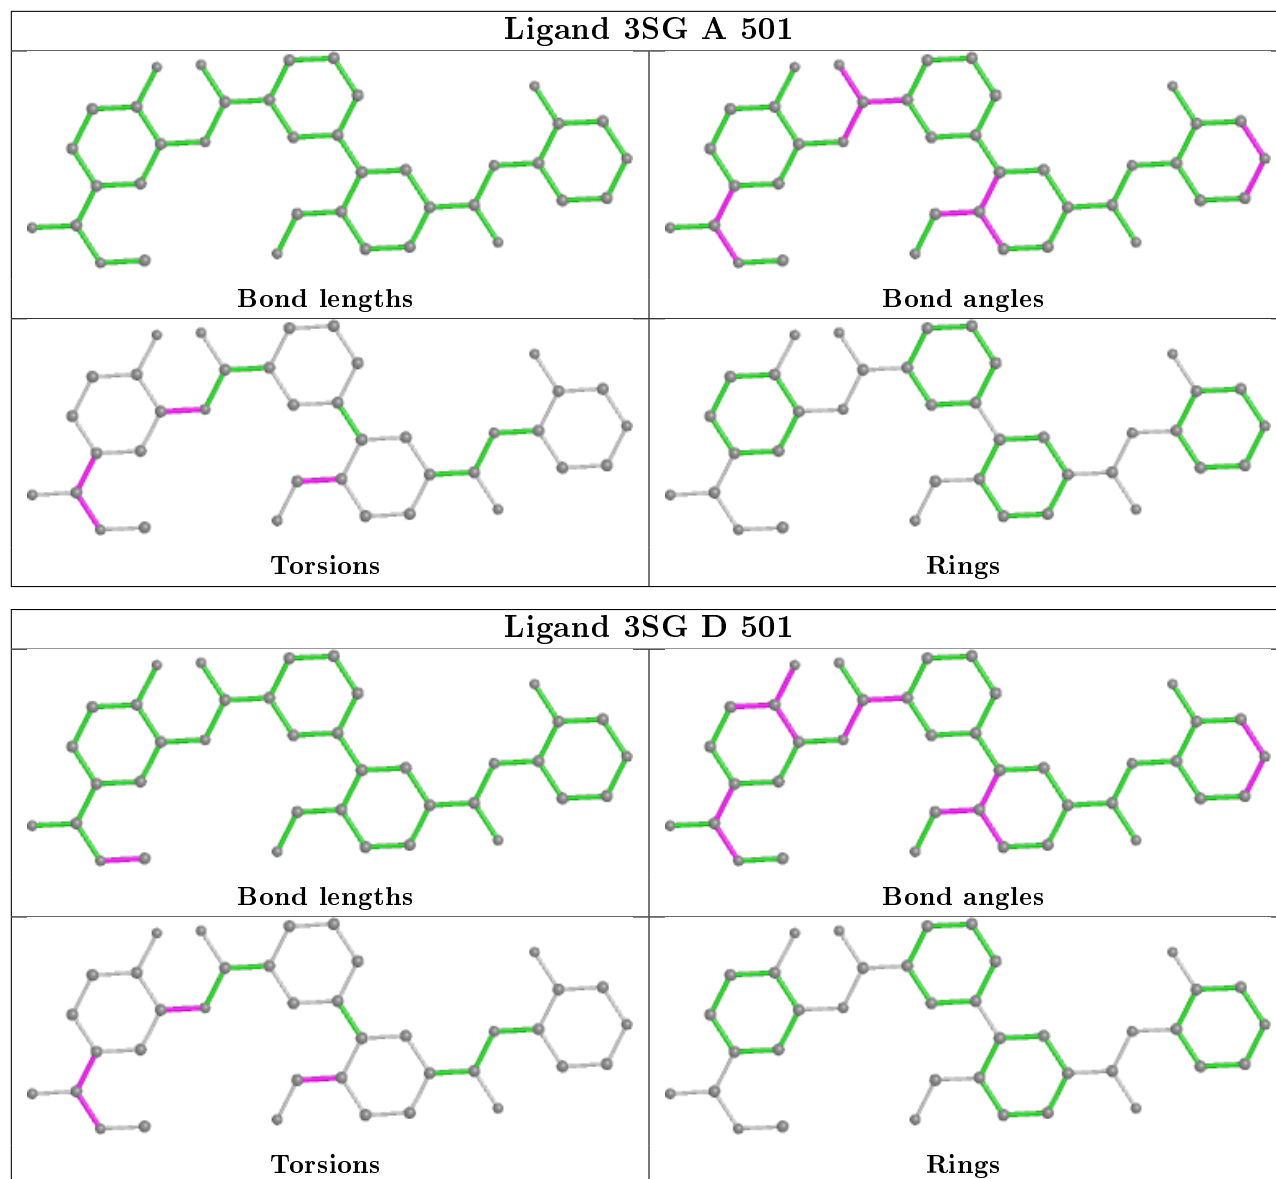 Ligand 3SG A 501
Bond lengths
Bond angles
Torsions
Rings
Ligand 3SG D 501
Bond lengths
Bond angles
Torsions
Rings